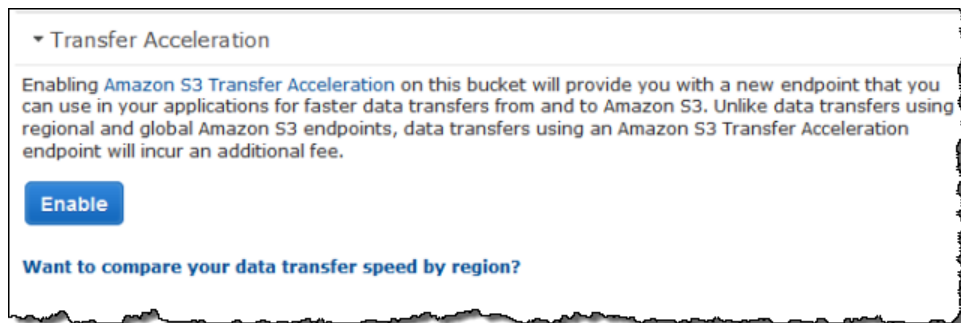 Transfer Acceleration
Enabling Amazon S3 Transfer Acceleration on this bucket will provide you with a new endpoint that you
can use in your applications for faster data transfers from and to Amazon S3. Unlike data transfers using
regional and global Amazon S3 endpoints, data transfers using an Amazon S3 Transfer Acceleration
endpoint will incur an additional fee.
Enable
Want to compare your data transfer speed by region?